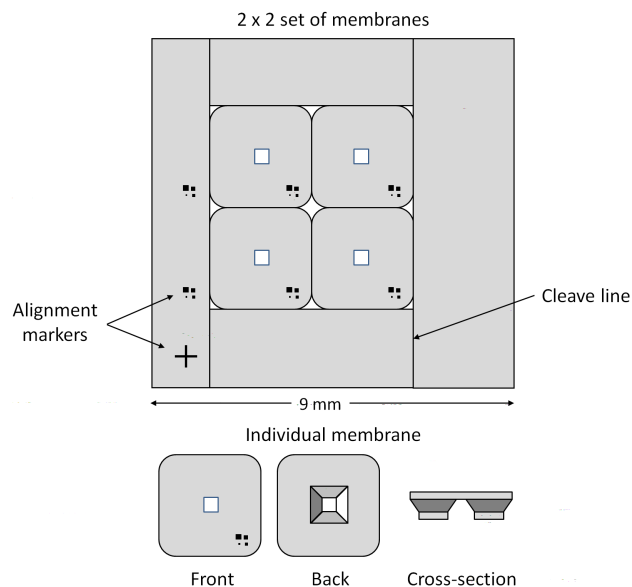 2 x 2 set of membranes
Alignment
markers
Cleave line
9 mm
Individual membrane
Front
Back
Cross-section